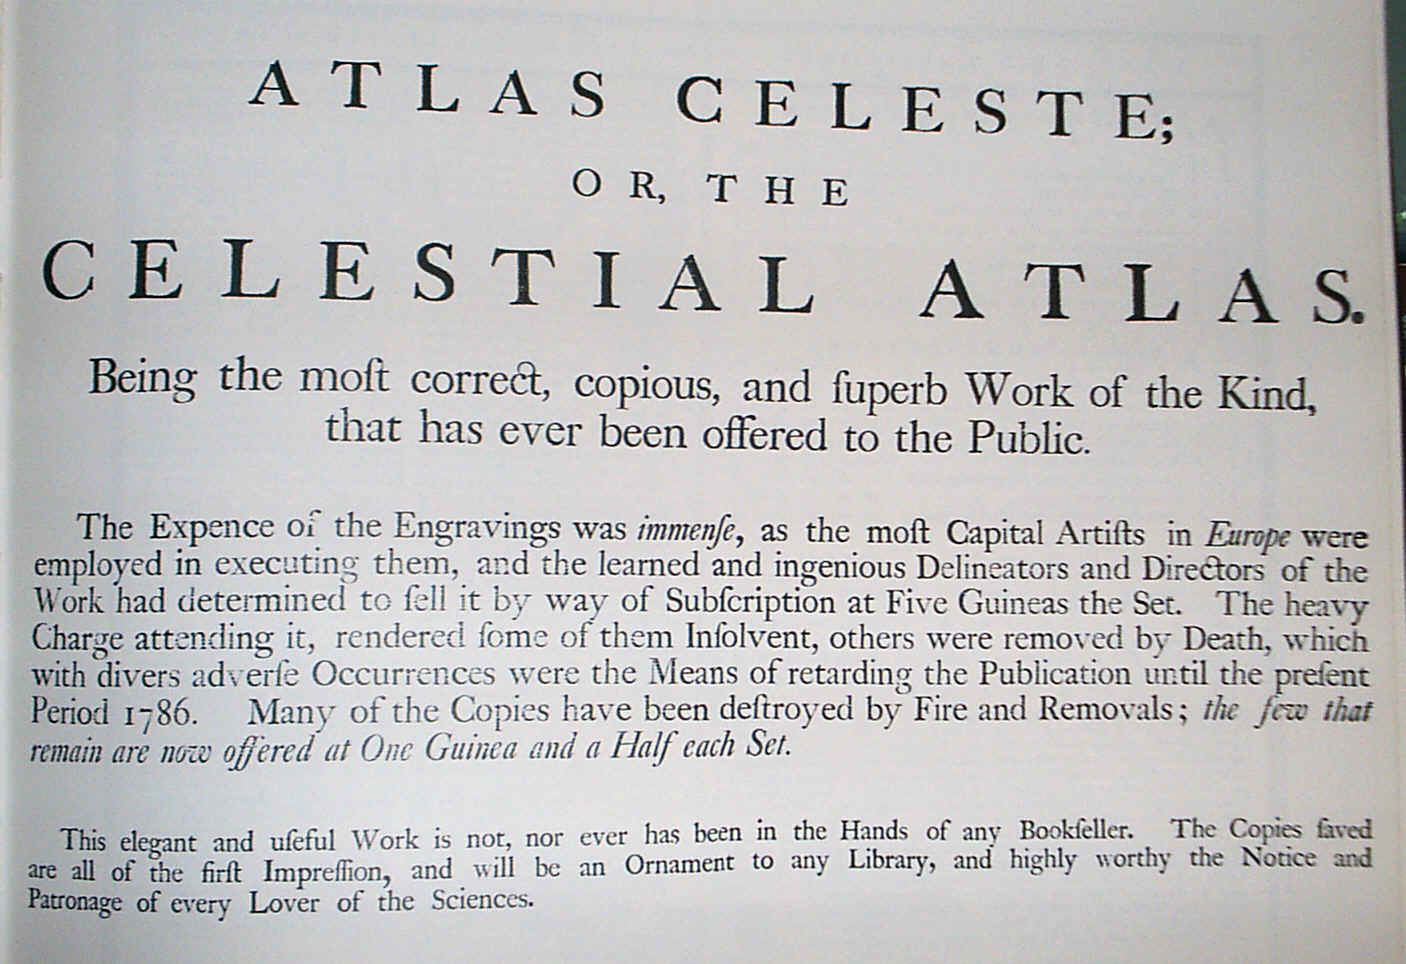 ATLAS CELESTE;
OR, THE
CELESTIAL ATLAS.
Being the moſt correct, copious, and ſuperb Work of the Kind,
that has ever been offered to the Public.
The Expence of the Engravings was immenſe, as the moſt Capital Artiſts in Europe were
employed in executing them, and the learned and ingenious Delineators and Directors of the
Work had determined to ſell it by way of Subſcription at Five Guineas the Set. The heavy
Charge attending it, rendered ſome of them Inſolvent, others were removed by Death, which
with divers adverſe Occurrences were the Means of retarding the Publication until the preſent
Period 1786. Many of the Copies have been deſtroyed by Fire and Removals; the few that
remain are now offered at One Guinea and a Half each Set.
This elegant and uſeful Work is not, nor ever has been in the Hands of any Bookſeller. The Copies ſaved
are all of the firſt Impreſſion, and will be an Ornament to any Library, and highly worthy the Notice and
Patronage of every Lover of the Sciences.